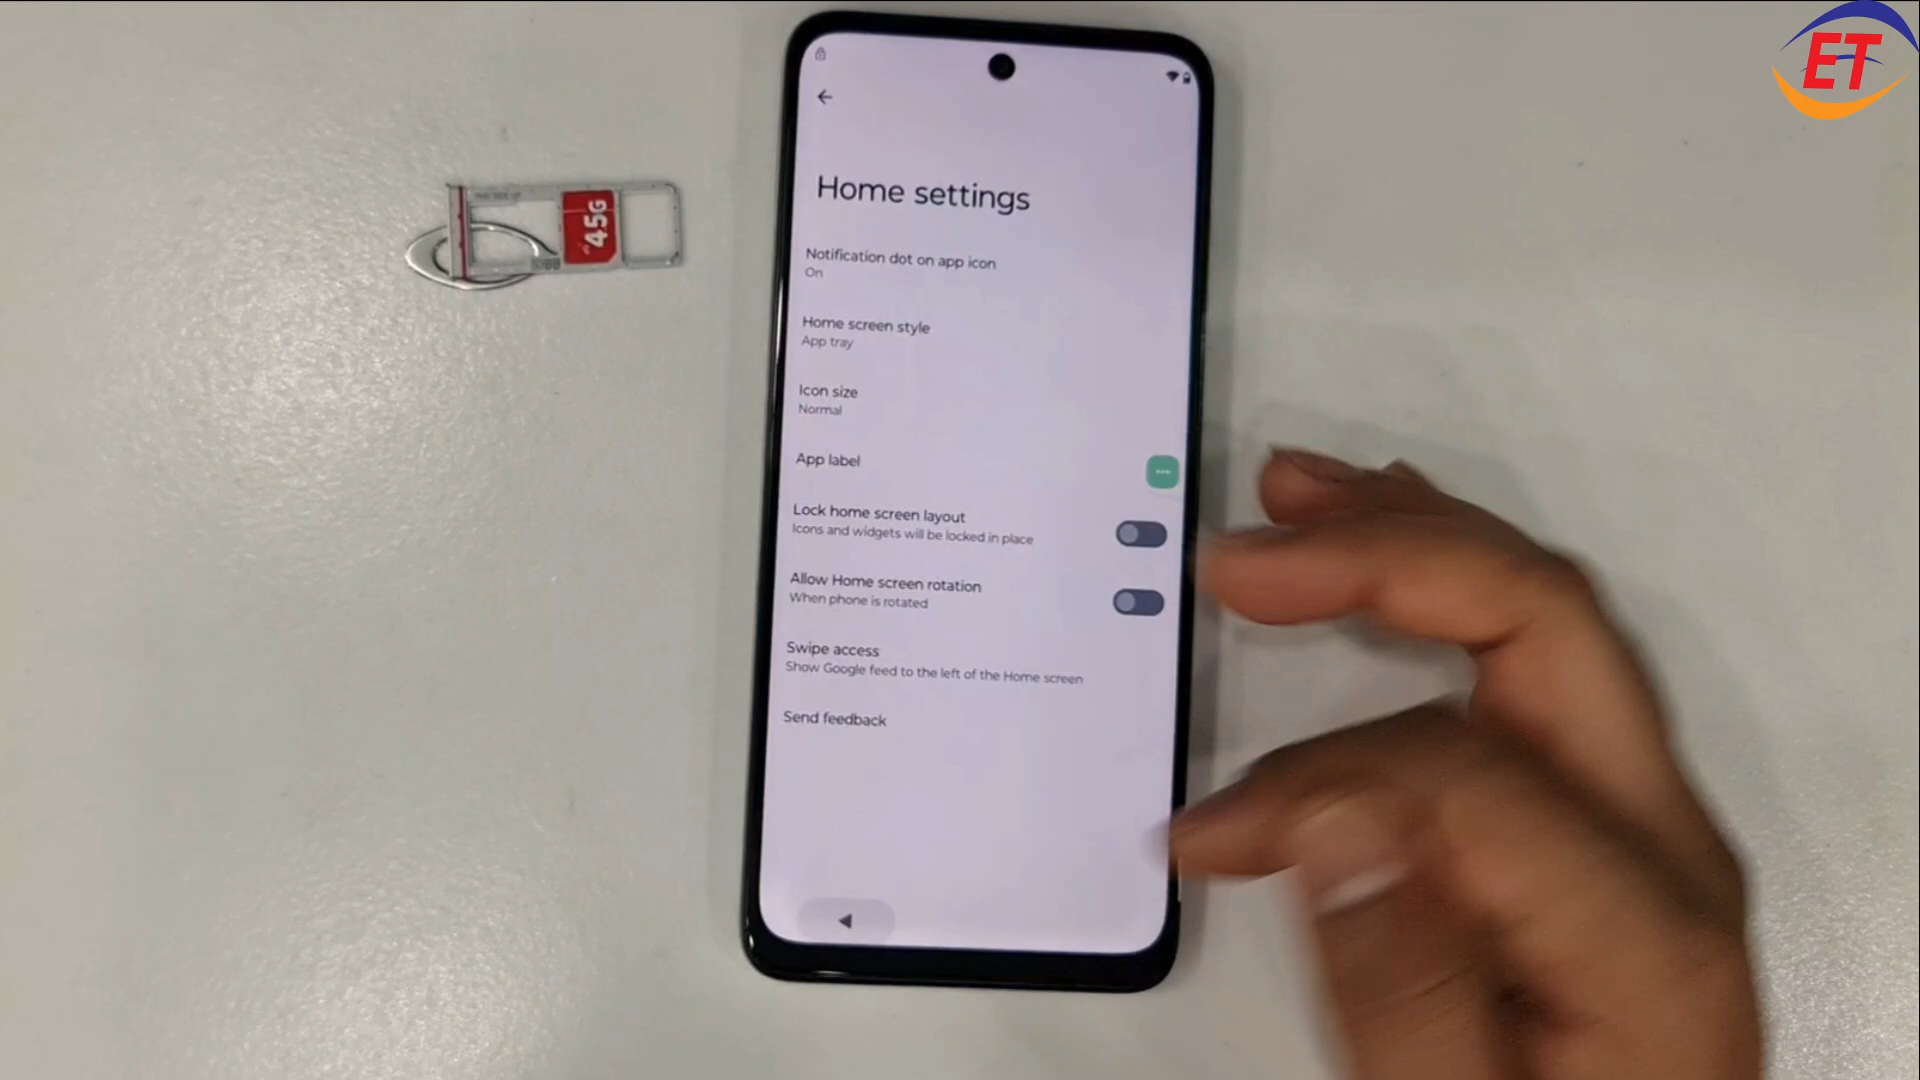 ET
4.5G
Home settings
Notification dot on app icon
On
Home screen style
App tray
Icon size
Normal
App label
Lock home screen layout
Icons and widgets will be locked in place
Allow Home screen rotation
When phone is rotated
Swipe access
Show Google feed to the left of the Home screen
Send feedback